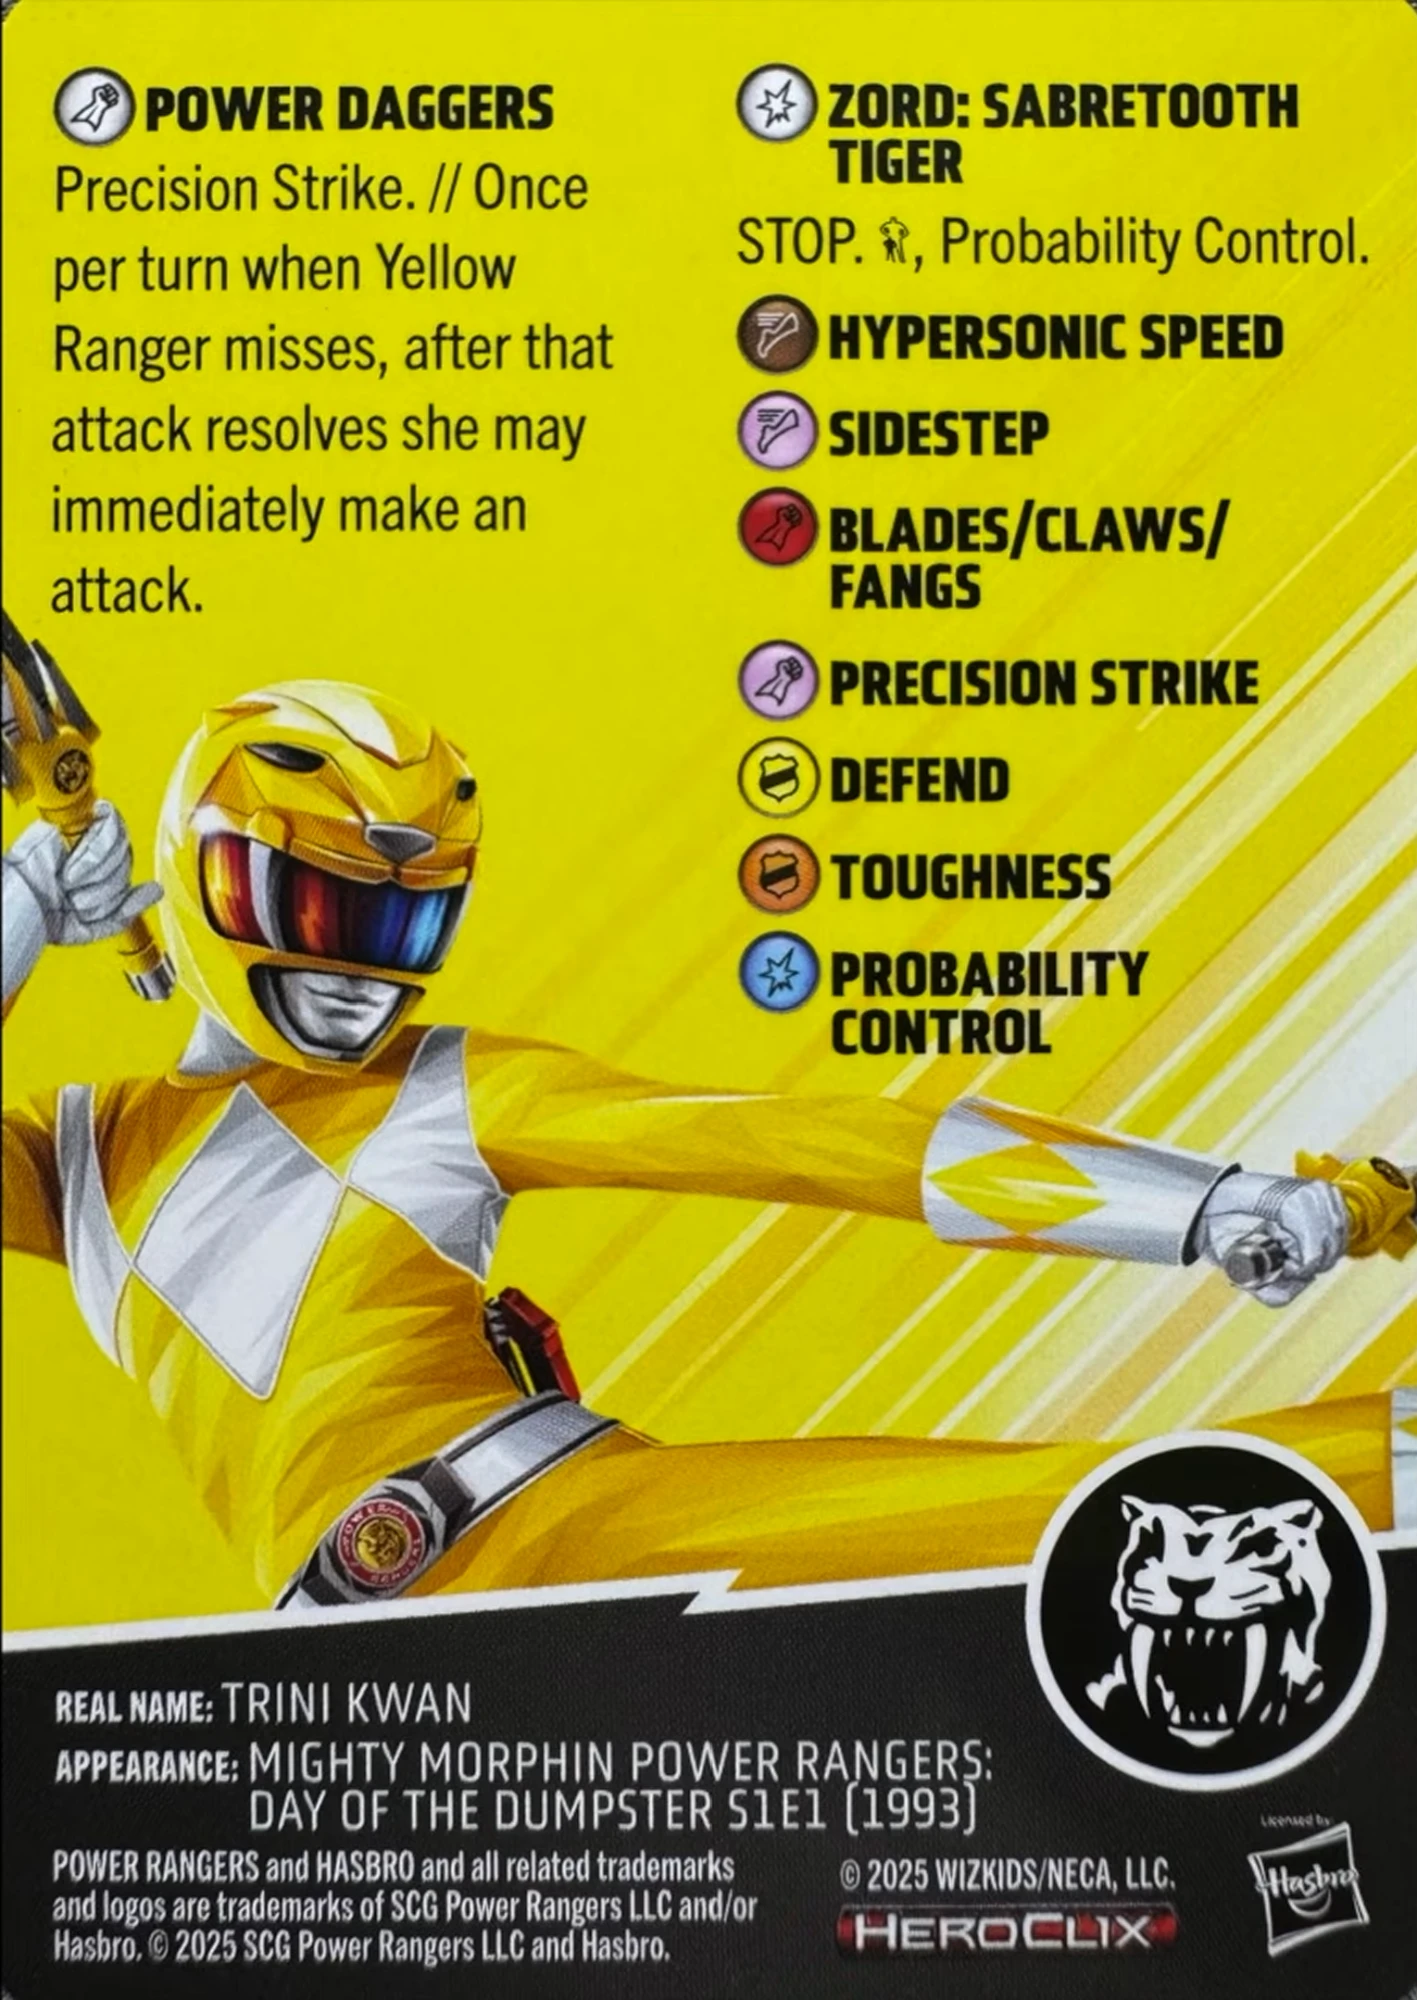 POWER DAGGERS
Precision Strike. // Once
per turn when Yellow
Ranger misses, after that
attack resolves she may
immediately make an
attack.
ZORD: SABRETOOTH
TIGER
STOP. , Probability Control.
HYPERSONIC SPEED
SIDESTEP
BLADES/CLAWS/
FANGS
PRECISION STRIKE
DEFEND
TOUGHNESS
PROBABILITY
CONTROL
REAL NAME: TRINI KWAN
APPEARANCE: MIGHTY MORPHIN POWER RANGERS:
DAY OF THE DUMPSTER S1E1 (1993)
POWER RANGERS and HASBRO and all related trademarks
and logos are trademarks of SCG Power Rangers LLC and/or
Hasbro. © 2025 SCG Power Rangers LLC and Hasbro.
© 2025 WIZKIDS/NECA, LLC.
HEROCLIX
Licensed by:
Hasbro